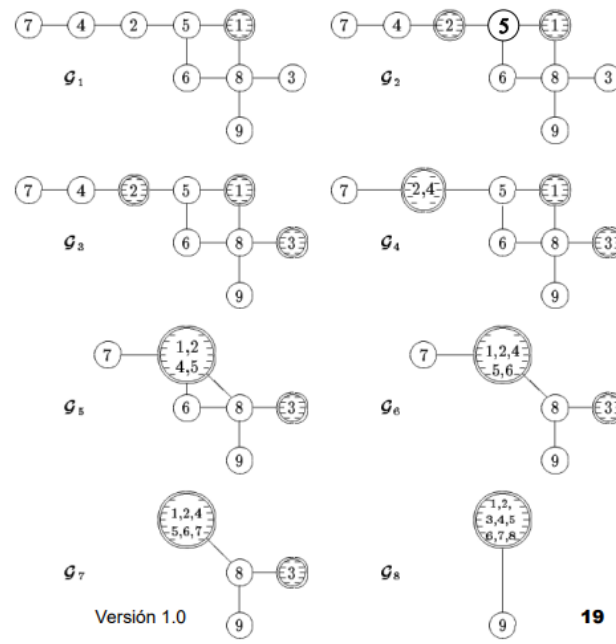 7 4 2 5 1
7 4 2 5 1
𝒢1 6 8 3
𝒢2 6 8 3
9
9
7 4 2 5 1
7 2,4 5 1
𝒢3 6 8 3
𝒢4 6 8 3
9
9
7 1,2
4,5
7 1,2,4
5,6
𝒢5 6 8 3
𝒢6 8 3
9
9
1,2,4
5,6,7
1,2,
3,4,5
6,7,8
𝒢7 8 3
𝒢8
9
9
Versión 1.0
19